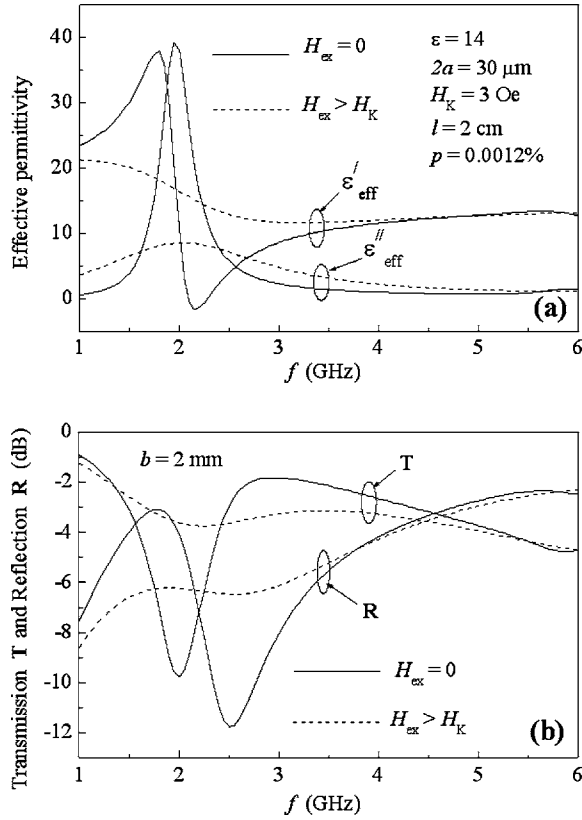 H_ex = 0
H_ex > H_K
ε = 14
2a = 30 μm
H_K = 3 Oe
l = 2 cm
p = 0.0012%
Effective permittivity
40
30
20
10
0
ε′_eff
ε″_eff
(a)
1 2 3 4 5 6
f (GHz)
Transmission T and Reflection R (dB)
0
-2
-4
-6
-8
-10
-12
b = 2 mm
T
R
H_ex = 0
H_ex > H_K
(b)
1 2 3 4 5 6
f (GHz)